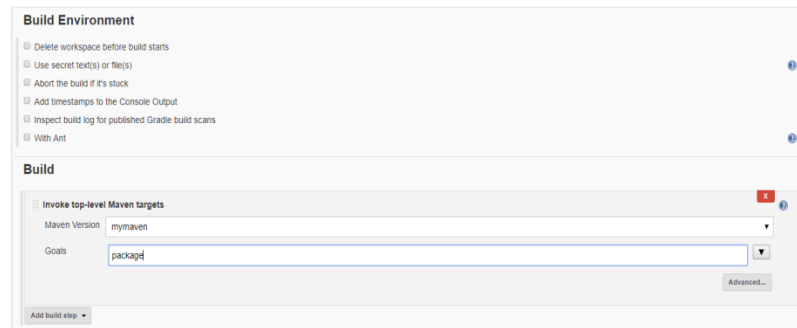 Build Environment
Delete workspace before build starts
Use secret text(s) or file(s)
Abort the build if it's stuck
Add timestamps to the Console Output
Inspect build log for published Gradle build scans
With Ant
Build
Invoke top-level Maven targets
X
Maven Version mymaven
Goals package
Advanced...
Add build step